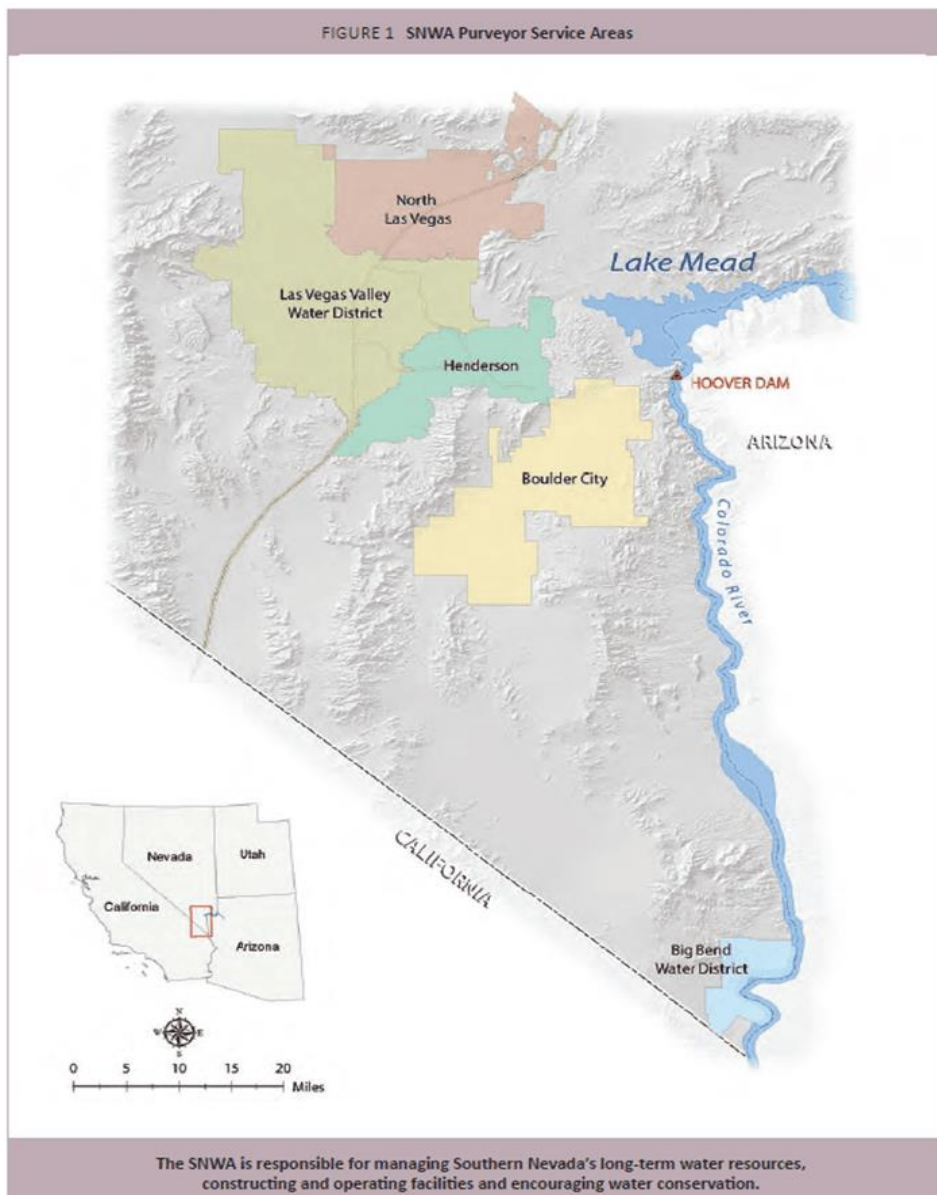 FIGURE 1 SNWA Purveyor Service Areas
North
Las Vegas
Lake Mead
Las Vegas Valley
Water District
Henderson
HOOVER DAM
ARIZONA
Boulder City
Colorado River
CALIFORNIA
Nevada
Utah
California
Arizona
Big Bend
Water District
N
W E
S
0 5 10 15 20
Miles
The SNWA is responsible for managing Southern Nevada's long-term water resources,
constructing and operating facilities and encouraging water conservation.